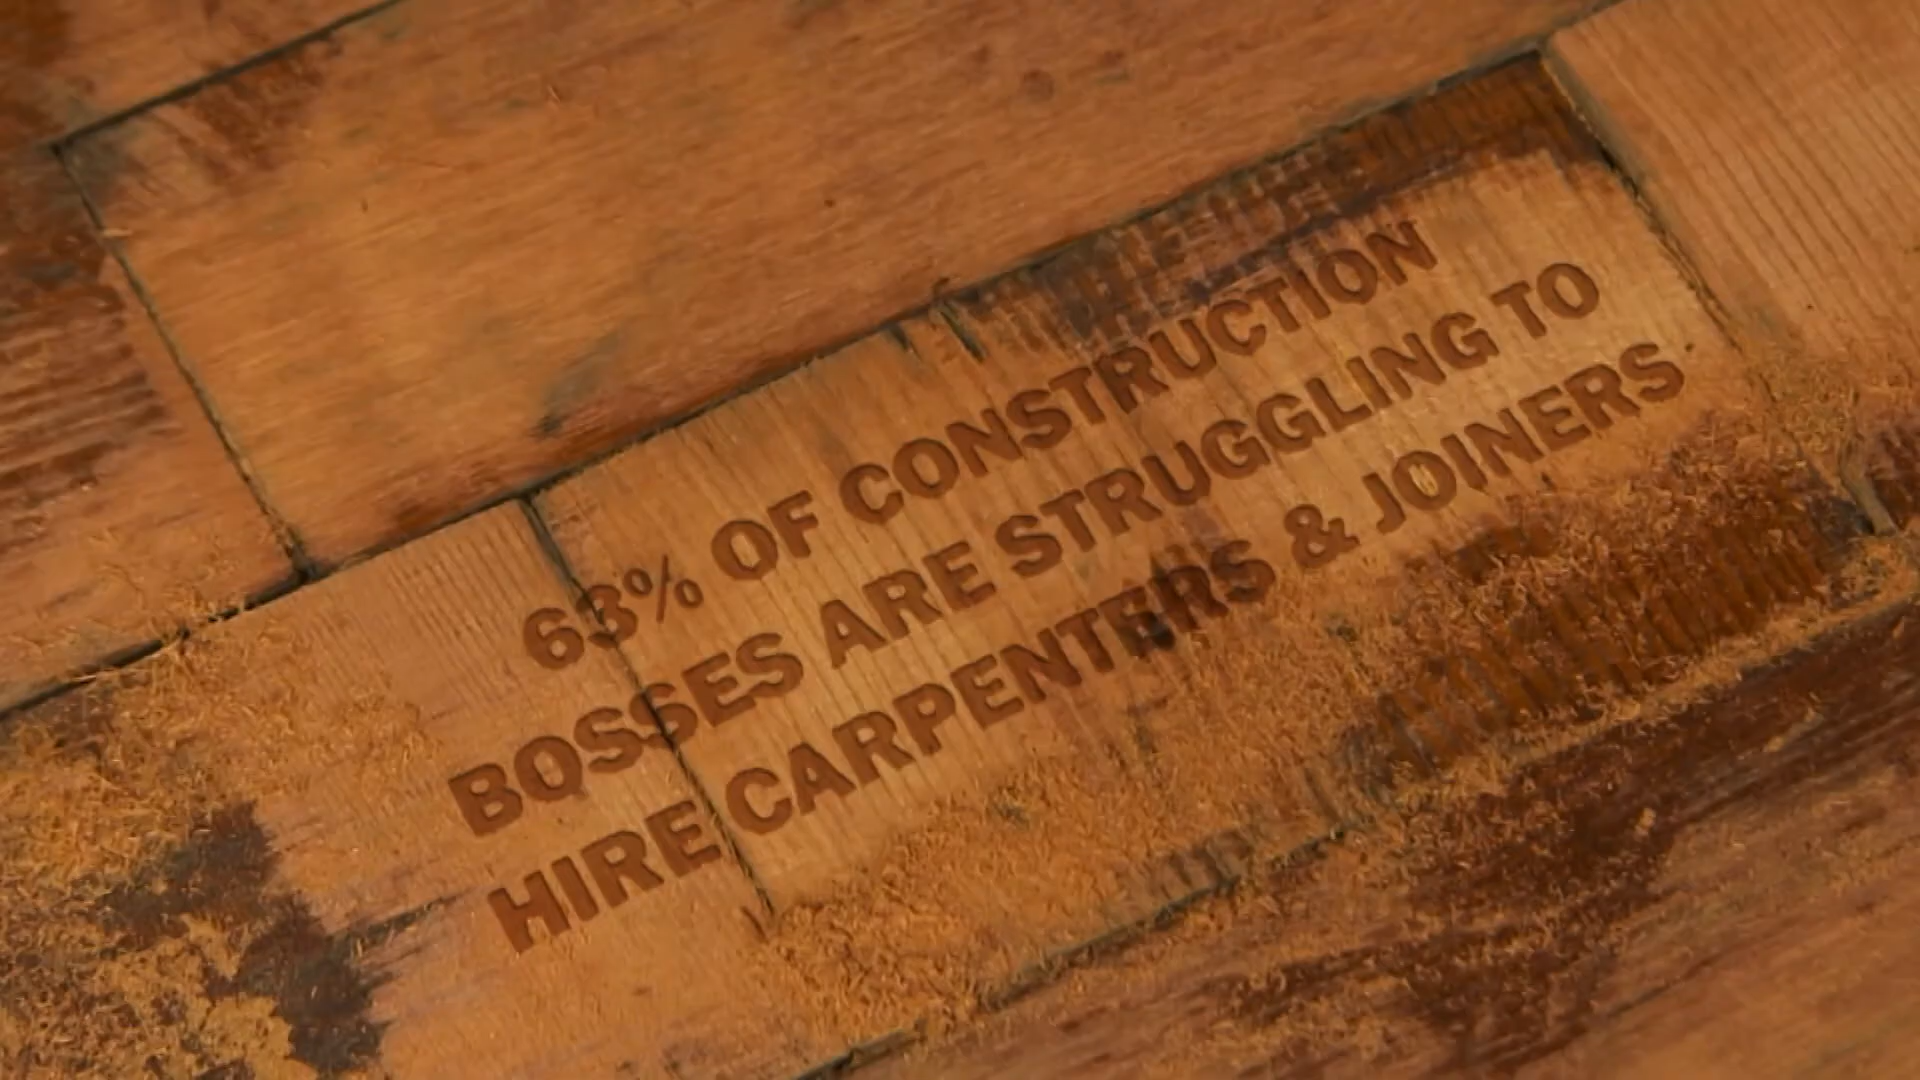 63% OF CONSTRUCTION
BOSSES ARE STRUGGLING TO
HIRE CARPENTERS & JOINERS